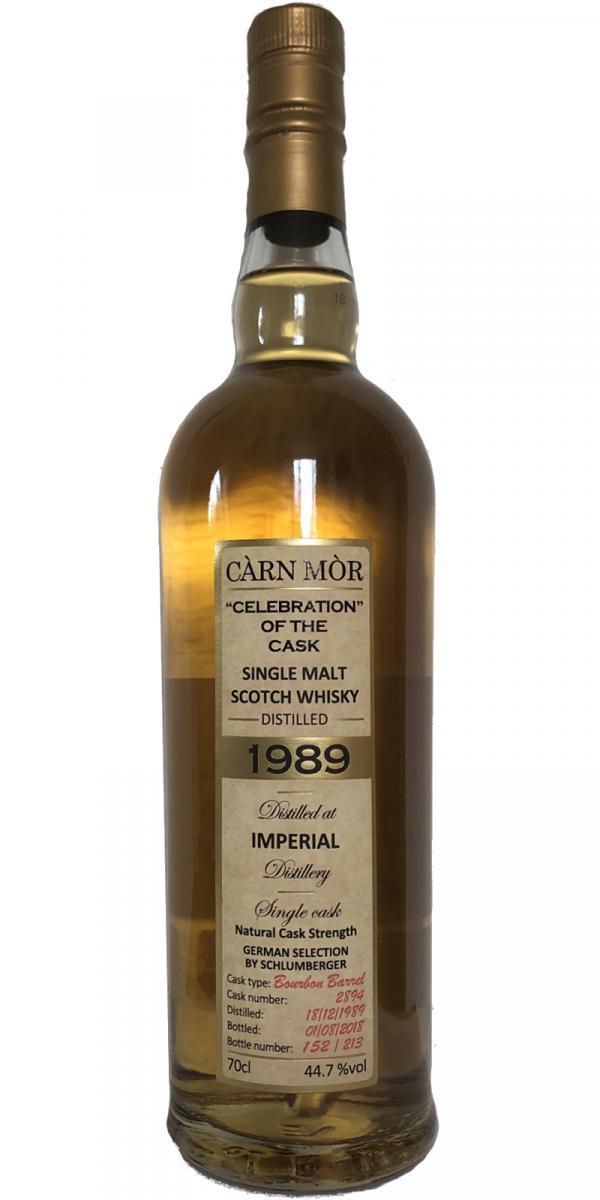 CÀRN MÒR
"CELEBRATION"
OF THE
CASK
SINGLE MALT
SCOTCH WHISKY
DISTILLED
1989
Distilled at
IMPERIAL
Distillery
Single cask
Natural Cask Strength
GERMAN SELECTION
BY SCHLUMBERGER
Cask type: Bourbon Barrel
Cask number: 2894
Distilled: 18/12/1989
Bottled: 01/08/2018
Bottle number: 152 / 213
70cl 44.7 %vol